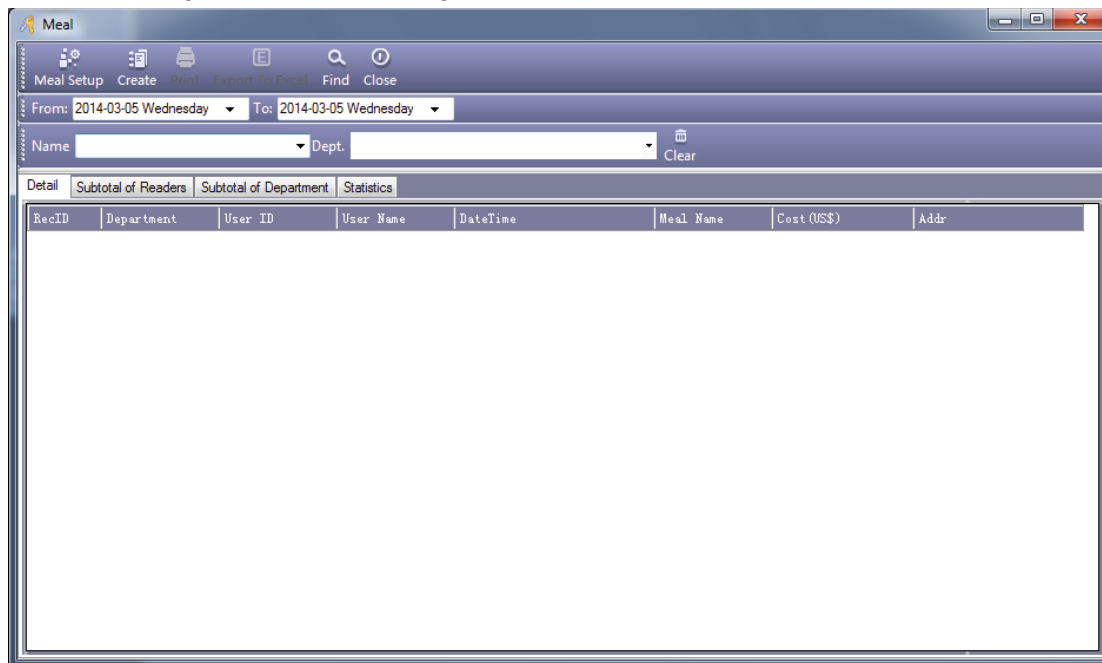 Meal
Meal Setup Create Print Export To Excel Find Close
From: 2014-03-05 Wednesday To: 2014-03-05 Wednesday
Name Dept. Clear
Detail Subtotal of Readers Subtotal of Department Statistics
RecID Department User ID User Name DateTime Meal Name Cost(US$) Addr